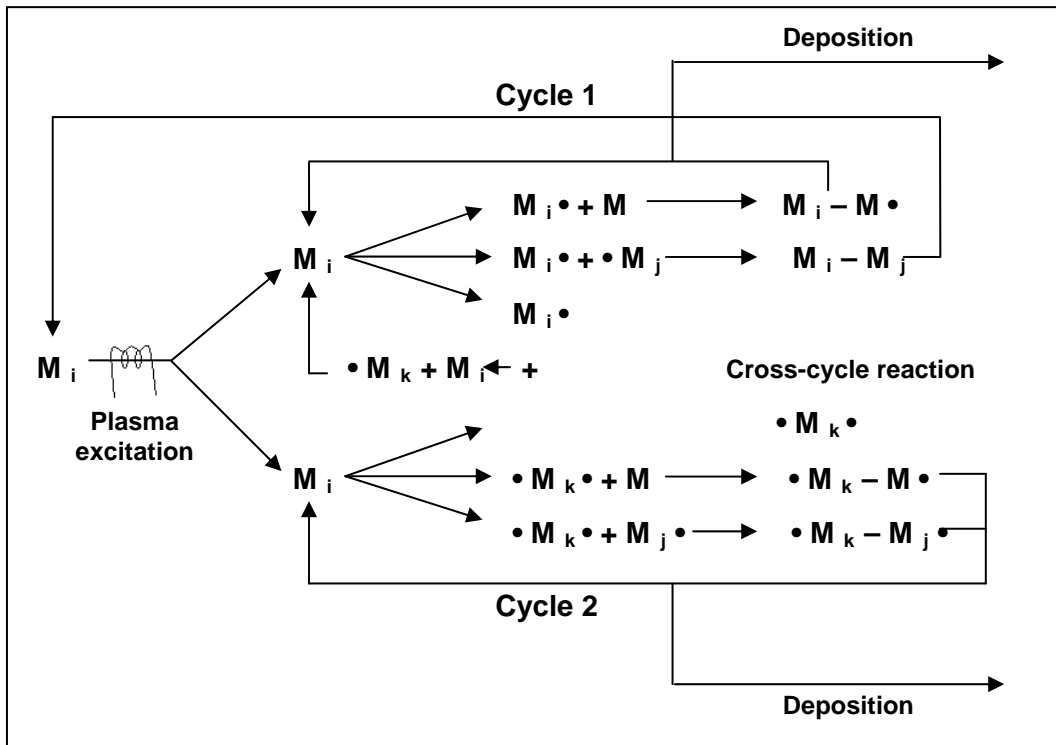 Deposition
Cycle 1
M i • + M
M i – M •
M i
M i • + • M j
M i – M j
M i •
M i
• M k + M i
+
Cross-cycle reaction
Plasma
excitation
• M k •
M i
• M k • + M
• M k – M •
• M k • + M j •
• M k – M j •
Cycle 2
Deposition